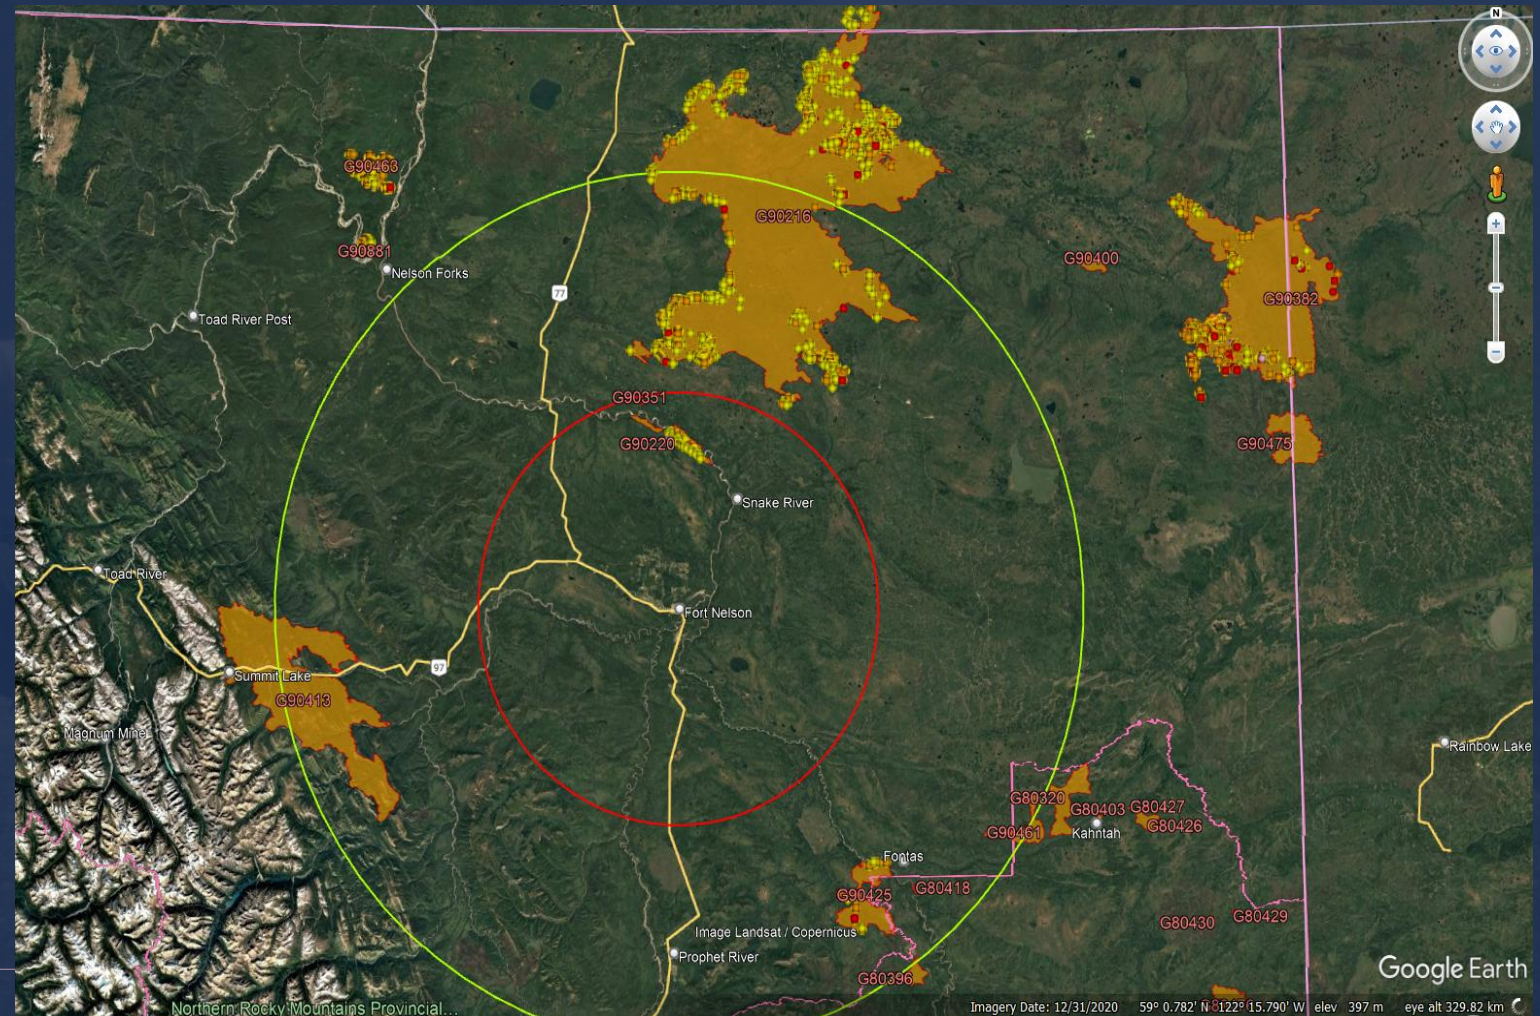 N
G90463
G90216
G90881
G90400
Nelson Forks
77
G90382
Toad River Post
G90351
G90220
G90475
Snake River
Toad River
Fort Nelson
97
Summit Lake
G90413
Magnum Mine
Rainbow Lake
G80320
G80403
G80427
G80426
G90461
Kahntah
Fontas
G90425
G80418
G80430
G80429
Image Landsat / Copernicus
Prophet River
G80396
Google Earth
Northern Rocky Mountains Provincial...
Imagery Date: 12/31/2020 59° 0.782' N 122° 15.790' W elev 397 m eye alt 329.82 km